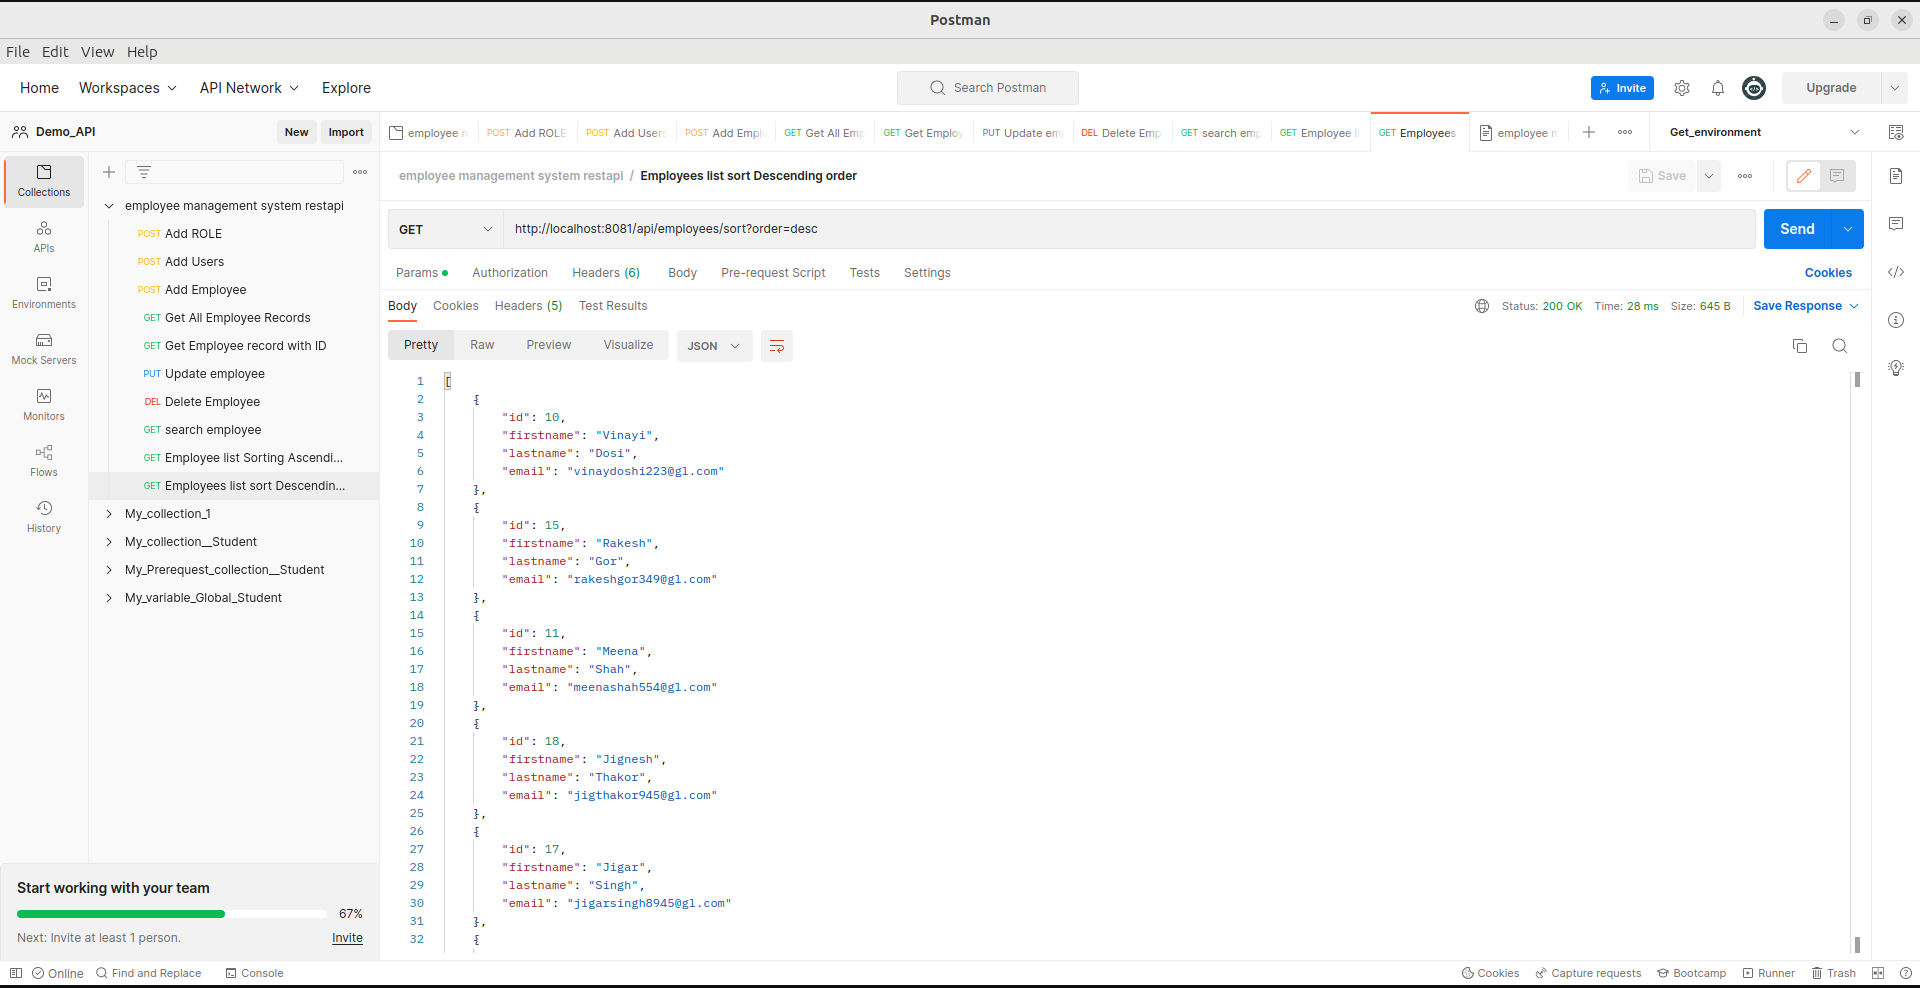 Postman
File Edit View Help
Home Workspaces API Network Explore Search Postman Invite Upgrade
Demo_API New Import
employee m POST Add ROLE POST Add Users POST Add Empl GET Get All Emp GET Get Employ PUT Update em DEL Delete Emp GET search emp GET Employee li GET Employees employee m Get_environment
Collections
APIs
Environments
Mock Servers
Monitors
Flows
History
employee management system restapi
POST Add ROLE
POST Add Users
POST Add Employee
GET Get All Employee Records
GET Get Employee record with ID
PUT Update employee
DEL Delete Employee
GET search employee
GET Employee list Sorting Ascendi...
GET Employees list sort Descendin...
My_collection_1
My_collection__Student
My_Prerequest_collection__Student
My_variable_Global_Student
Start working with your team
67%
Next: Invite at least 1 person. Invite
employee management system restapi / Employees list sort Descending order Save
GET http://localhost:8081/api/employees/sort?order=desc Send
Params Authorization Headers (6) Body Pre-request Script Tests Settings Cookies
Body Cookies Headers (5) Test Results Status: 200 OK Time: 28 ms Size: 645 B Save Response
Pretty Raw Preview Visualize JSON
1 [
2 {
3 "id": 10,
4 "firstname": "Vinayi",
5 "lastname": "Dosi",
6 "email": "vinaydoshi223@gl.com"
7 },
8 {
9 "id": 15,
10 "firstname": "Rakesh",
11 "lastname": "Gor",
12 "email": "rakeshgor349@gl.com"
13 },
14 {
15 "id": 11,
16 "firstname": "Meena",
17 "lastname": "Shah",
18 "email": "meenashah554@gl.com"
19 },
20 {
21 "id": 18,
22 "firstname": "Jignesh",
23 "lastname": "Thakor",
24 "email": "jigthakor945@gl.com"
25 },
26 {
27 "id": 17,
28 "firstname": "Jigar",
29 "lastname": "Singh",
30 "email": "jigarsingh8945@gl.com"
31 },
32 {
Online Find and Replace Console Cookies Capture requests Bootcamp Runner Trash